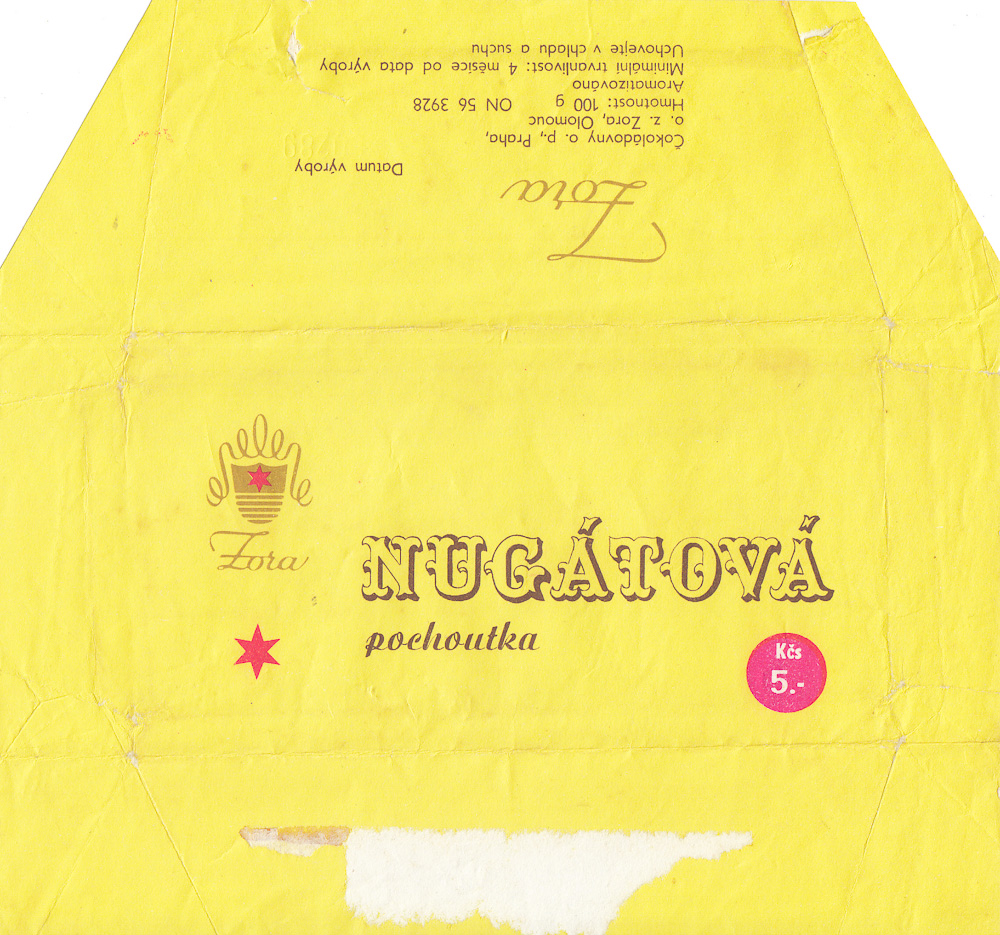 Zora
Čokoládovny o. p., Praha,
o. z. Zora, Olomouc
Hmotnost: 100 g ON 56 3928
Aromatizováno
Minimální trvanlivost: 4 měsíce od data výroby
Uchovejte v chladu a suchu
Datum výroby
Zora
NUGÁTOVÁ
pochoutka
Kčs
5.-